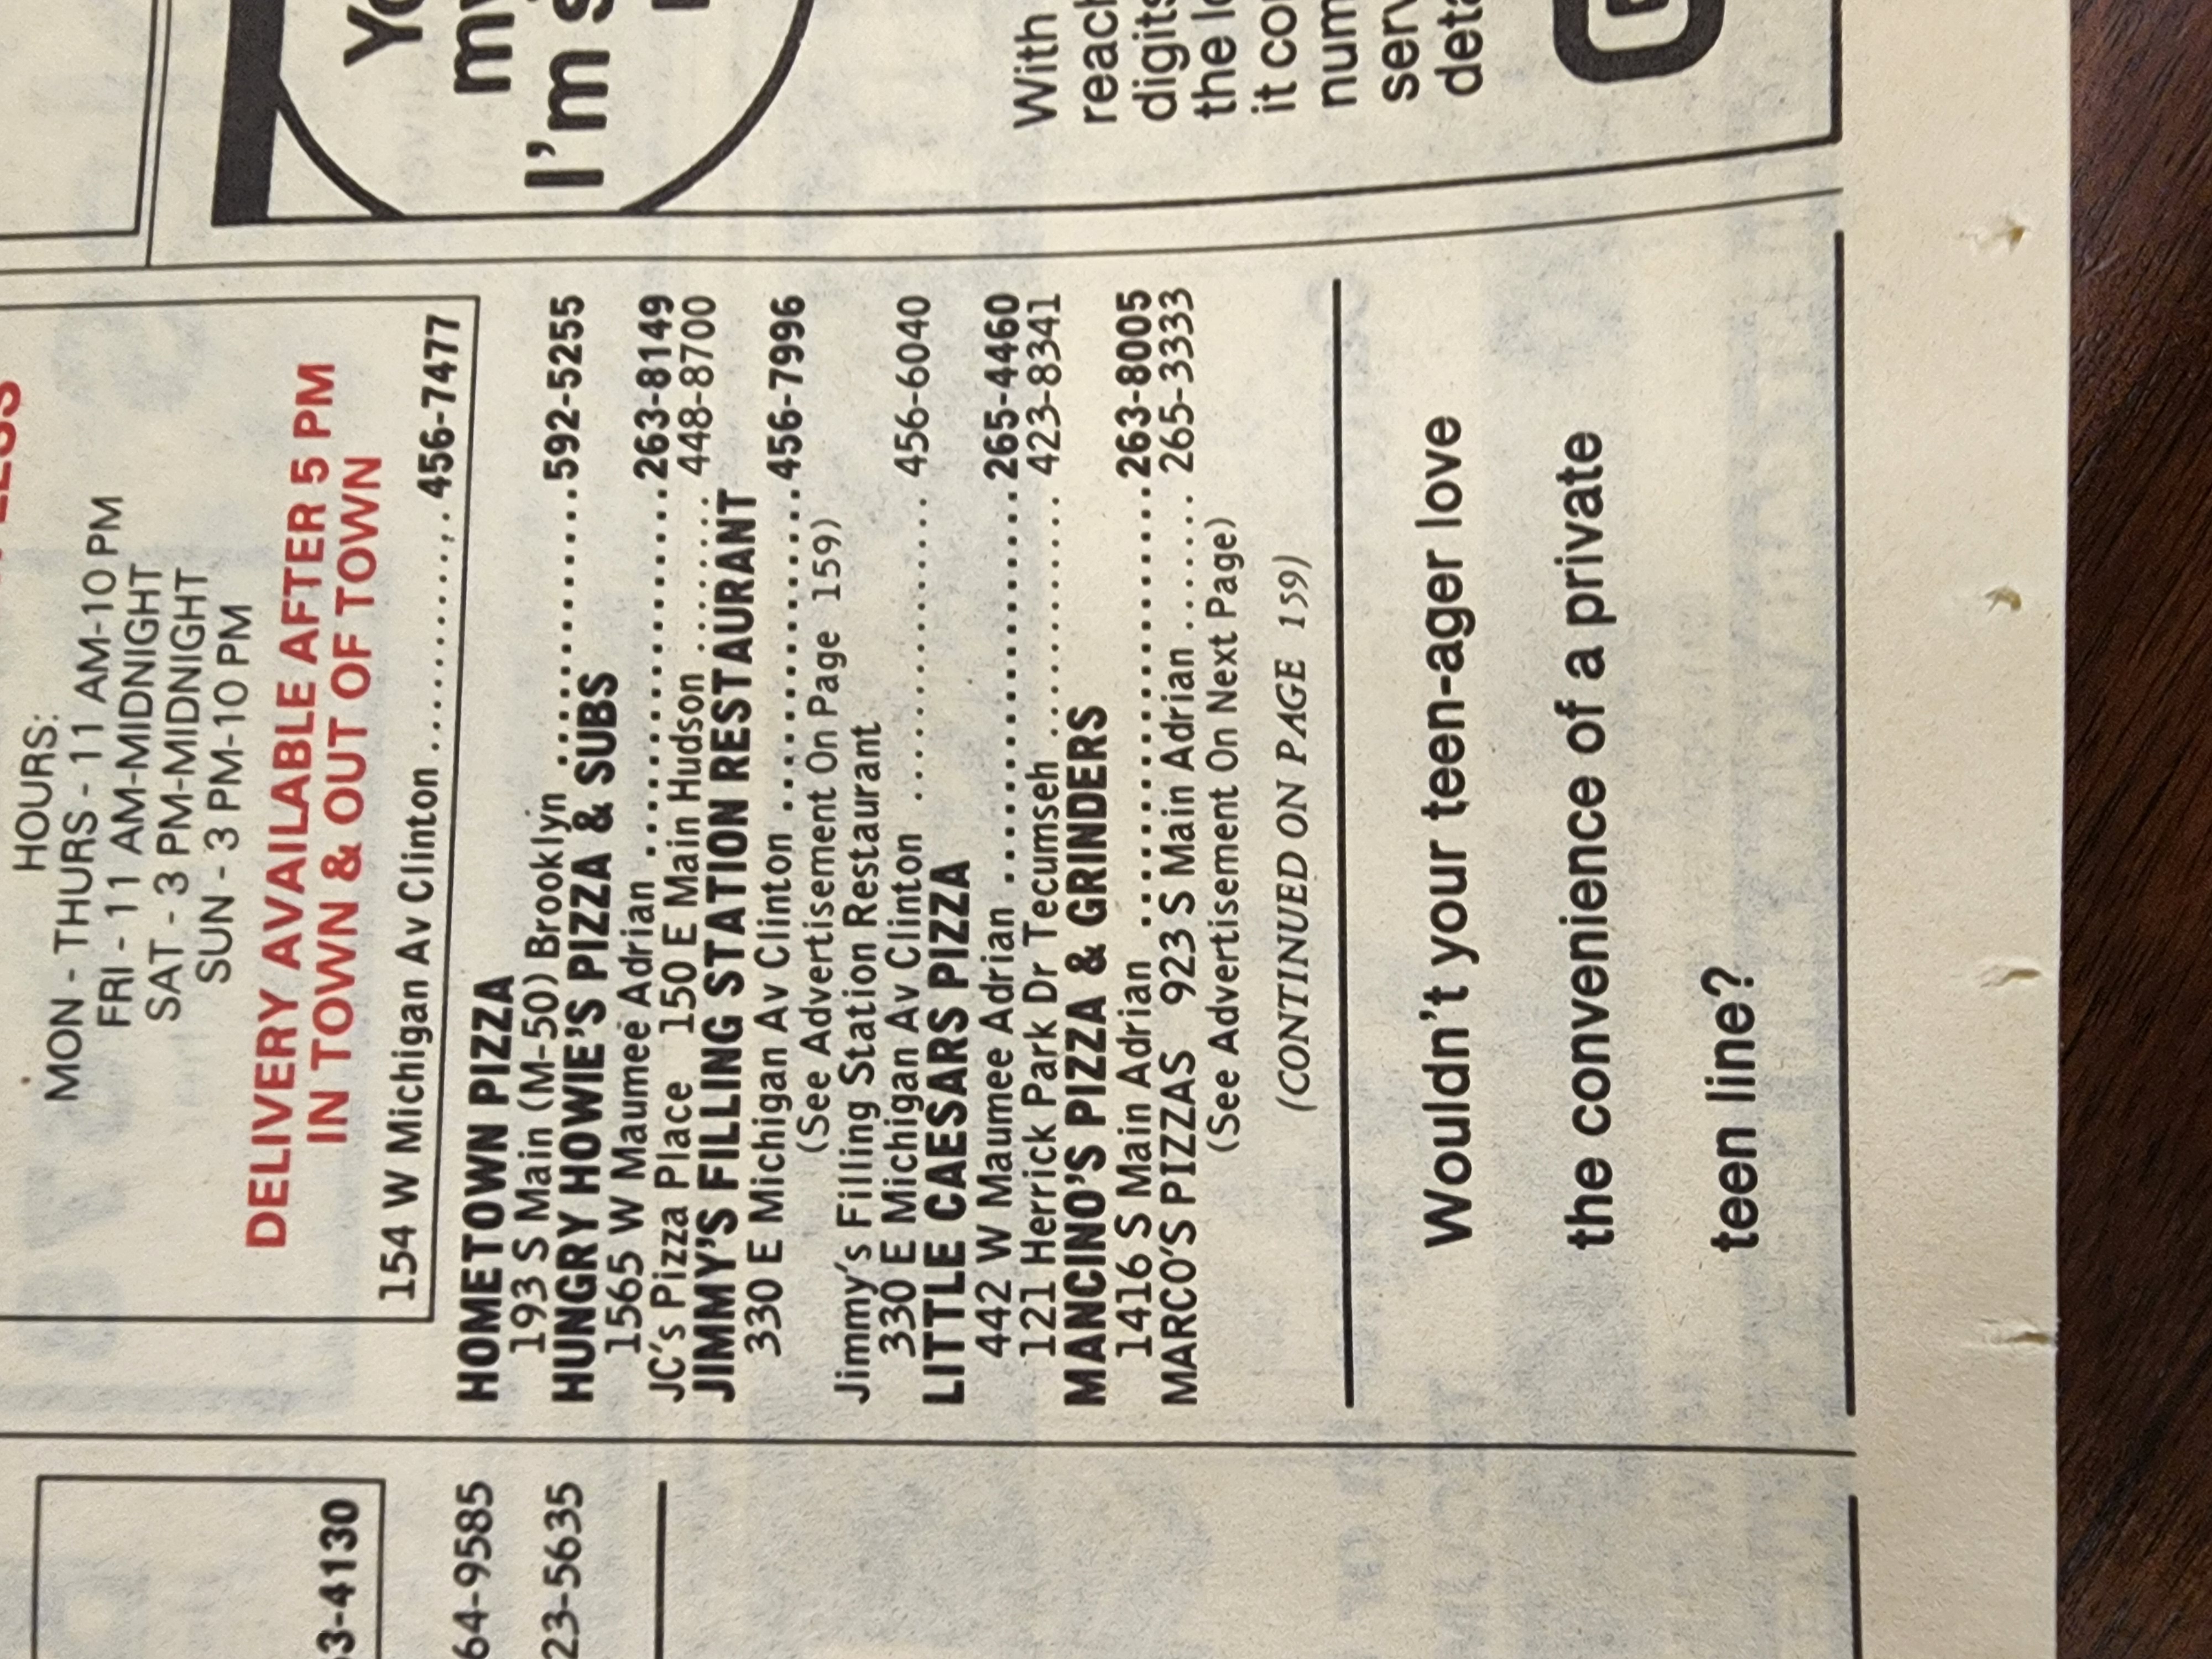 3-4130
64-9585
23-5635
HOURS:
MON - THURS - 11 AM-10 PM
FRI - 11 AM-MIDNIGHT
SAT - 3 PM-MIDNIGHT
SUN - 3 PM-10 PM
DELIVERY AVAILABLE AFTER 5 PM
IN TOWN & OUT OF TOWN
154 W Michigan Av Clinton ............. 456-7477
HOMETOWN PIZZA
193 S Main (M-50) Brooklyn ............. 592-5255
HUNGRY HOWIE'S PIZZA & SUBS
1565 W Maumee Adrian .................. 263-8149
JC's Pizza Place 150 E Main Hudson ....... 448-8700
JIMMY'S FILLING STATION RESTAURANT
330 E Michigan Av Clinton ............... 456-7996
(See Advertisement On Page 159)
Jimmy's Filling Station Restaurant
330 E Michigan Av Clinton ............... 456-6040
LITTLE CAESARS PIZZA
442 W Maumee Adrian ................... 265-4460
121 Herrick Park Dr Tecumseh ........... 423-8341
MANCINO'S PIZZA & GRINDERS
1416 S Main Adrian ..................... 263-8005
MARCO'S PIZZAS 923 S Main Adrian ....... 265-3333
(See Advertisement On Next Page)
(CONTINUED ON PAGE 159)
Wouldn't your teen-ager love
the convenience of a private
teen line?
Yo
my
I'm s
With
reach
digits
the lo
it co
num
serv
deta